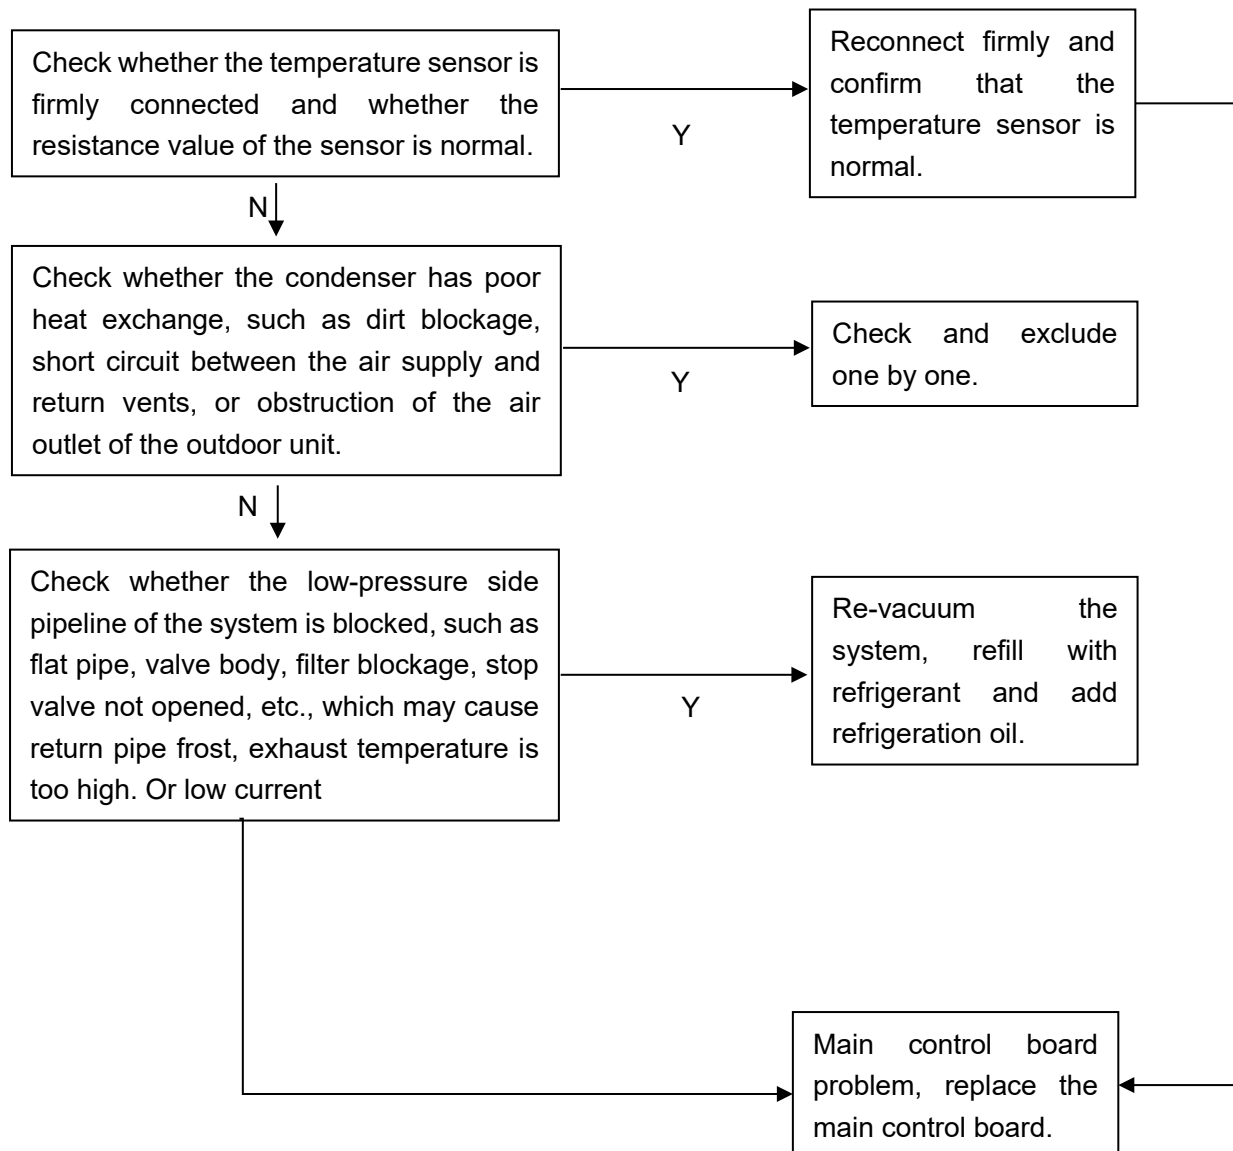 Check whether the temperature sensor is
firmly connected and whether the
resistance value of the sensor is normal.
Y
Reconnect firmly and
confirm that the
temperature sensor is
normal.
N
Check whether the condenser has poor
heat exchange, such as dirt blockage,
short circuit between the air supply and
return vents, or obstruction of the air
outlet of the outdoor unit.
Y
Check and exclude
one by one.
N
Check whether the low-pressure side
pipeline of the system is blocked, such as
flat pipe, valve body, filter blockage, stop
valve not opened, etc., which may cause
return pipe frost, exhaust temperature is
too high. Or low current
Y
Re-vacuum the
system, refill with
refrigerant and add
refrigeration oil.
Main control board
problem, replace the
main control board.